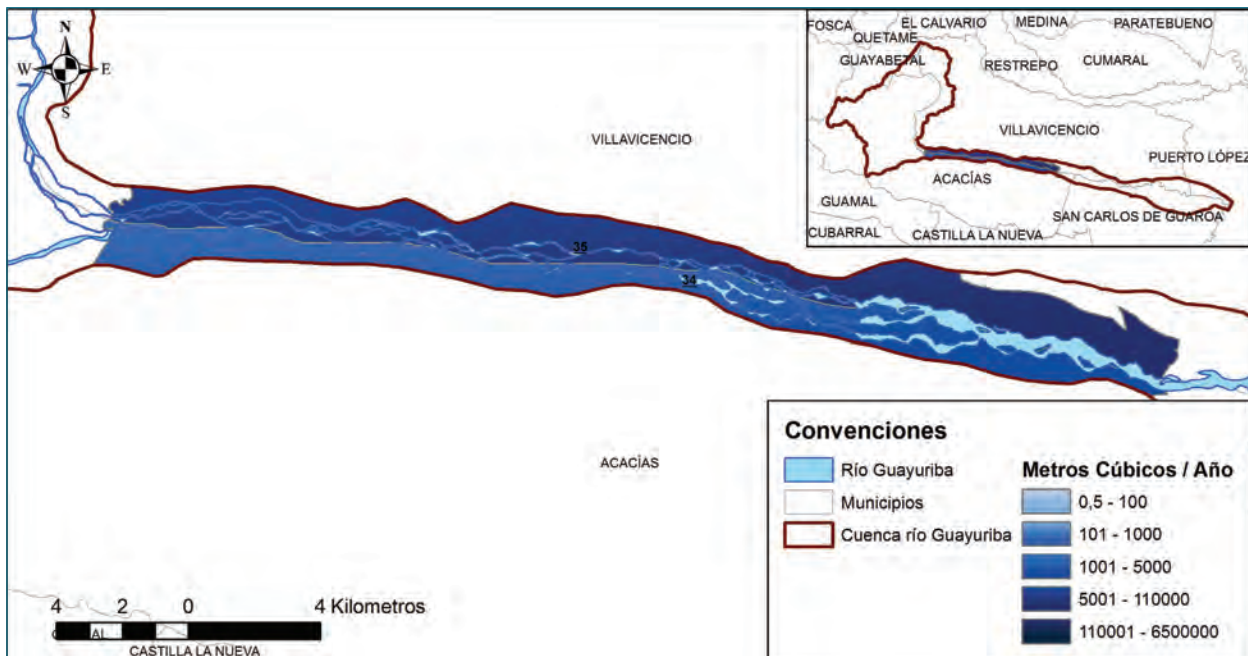 N
W E
S
VILLAVICENCIO
35
34
ACACÍAS
FOSCA
EL CALVARIO
MEDINA
PARATEBUENO
QUETAME
GUAYABETAL
RESTREPO
CUMARAL
VILLAVICENCIO
PUERTO LÓPEZ
ACACÍAS
GUAMAL
SAN CARLOS DE GUAROA
CUBARRAL
CASTILLA LA NUEVA
Convenciones
Río Guayuriba
Municipios
Cuenca río Guayuriba
Metros Cúbicos / Año
0,5 - 100
101 - 1000
1001 - 5000
5001 - 110000
110001 - 6500000
4 2 0 4 Kilometros
CASTILLA LA NUEVA